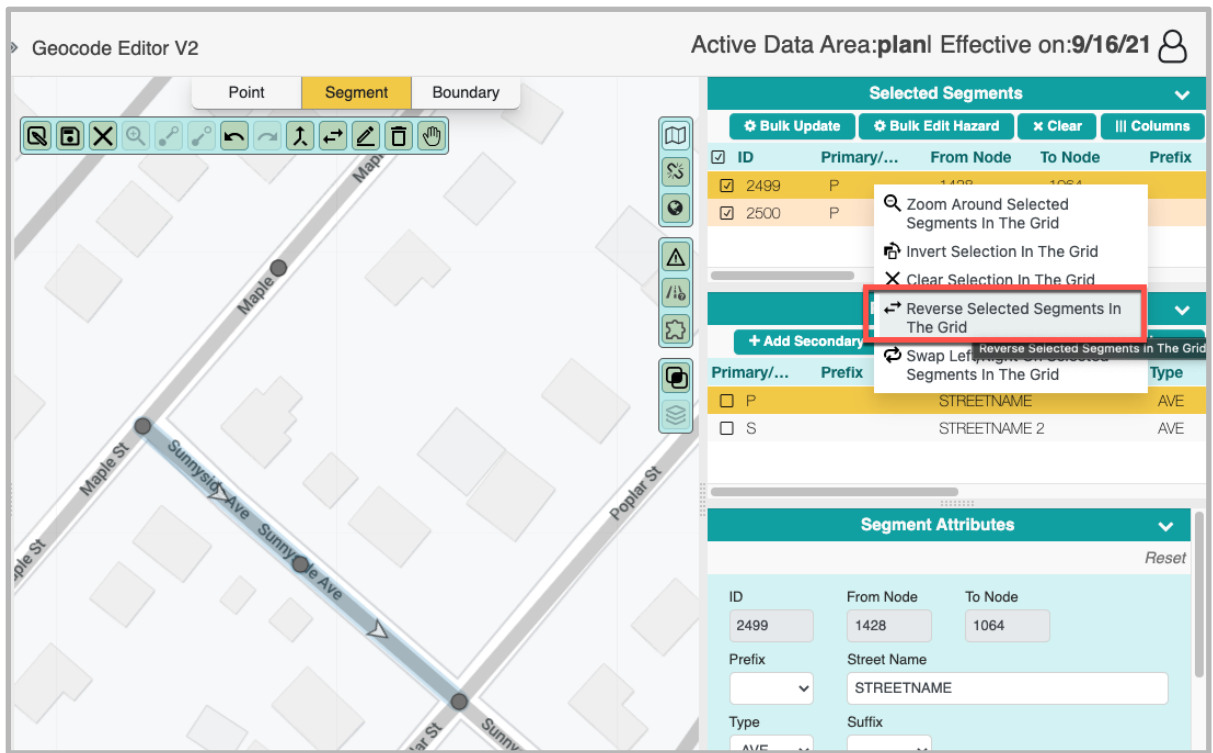 Geocode Editor V2
Active Data Area:planl Effective on:9/16/21
Point
Segment
Boundary
Selected Segments
Bulk Update
Bulk Edit Hazard
x Clear
Columns
ID Primary/... From Node To Node Prefix
2499 P 1428 1064
2500 P
Zoom Around Selected
Segments In The Grid
Invert Selection In The Grid
Clear Selection In The Grid
Reverse Selected Segments In
The Grid
Reverse Selected Segments In The Grid
Swap Left/Right On Selected
Segments In The Grid
+ Add Secondary
Primary/... Prefix Type
P STREETNAME AVE
S STREETNAME 2 AVE
Segment Attributes
Reset
ID From Node To Node
2499 1428 1064
Prefix Street Name
STREETNAME
Type Suffix
AVE
Maple
Maple St
Sunnyside Ave
Sunnyside Ave
Poplar St